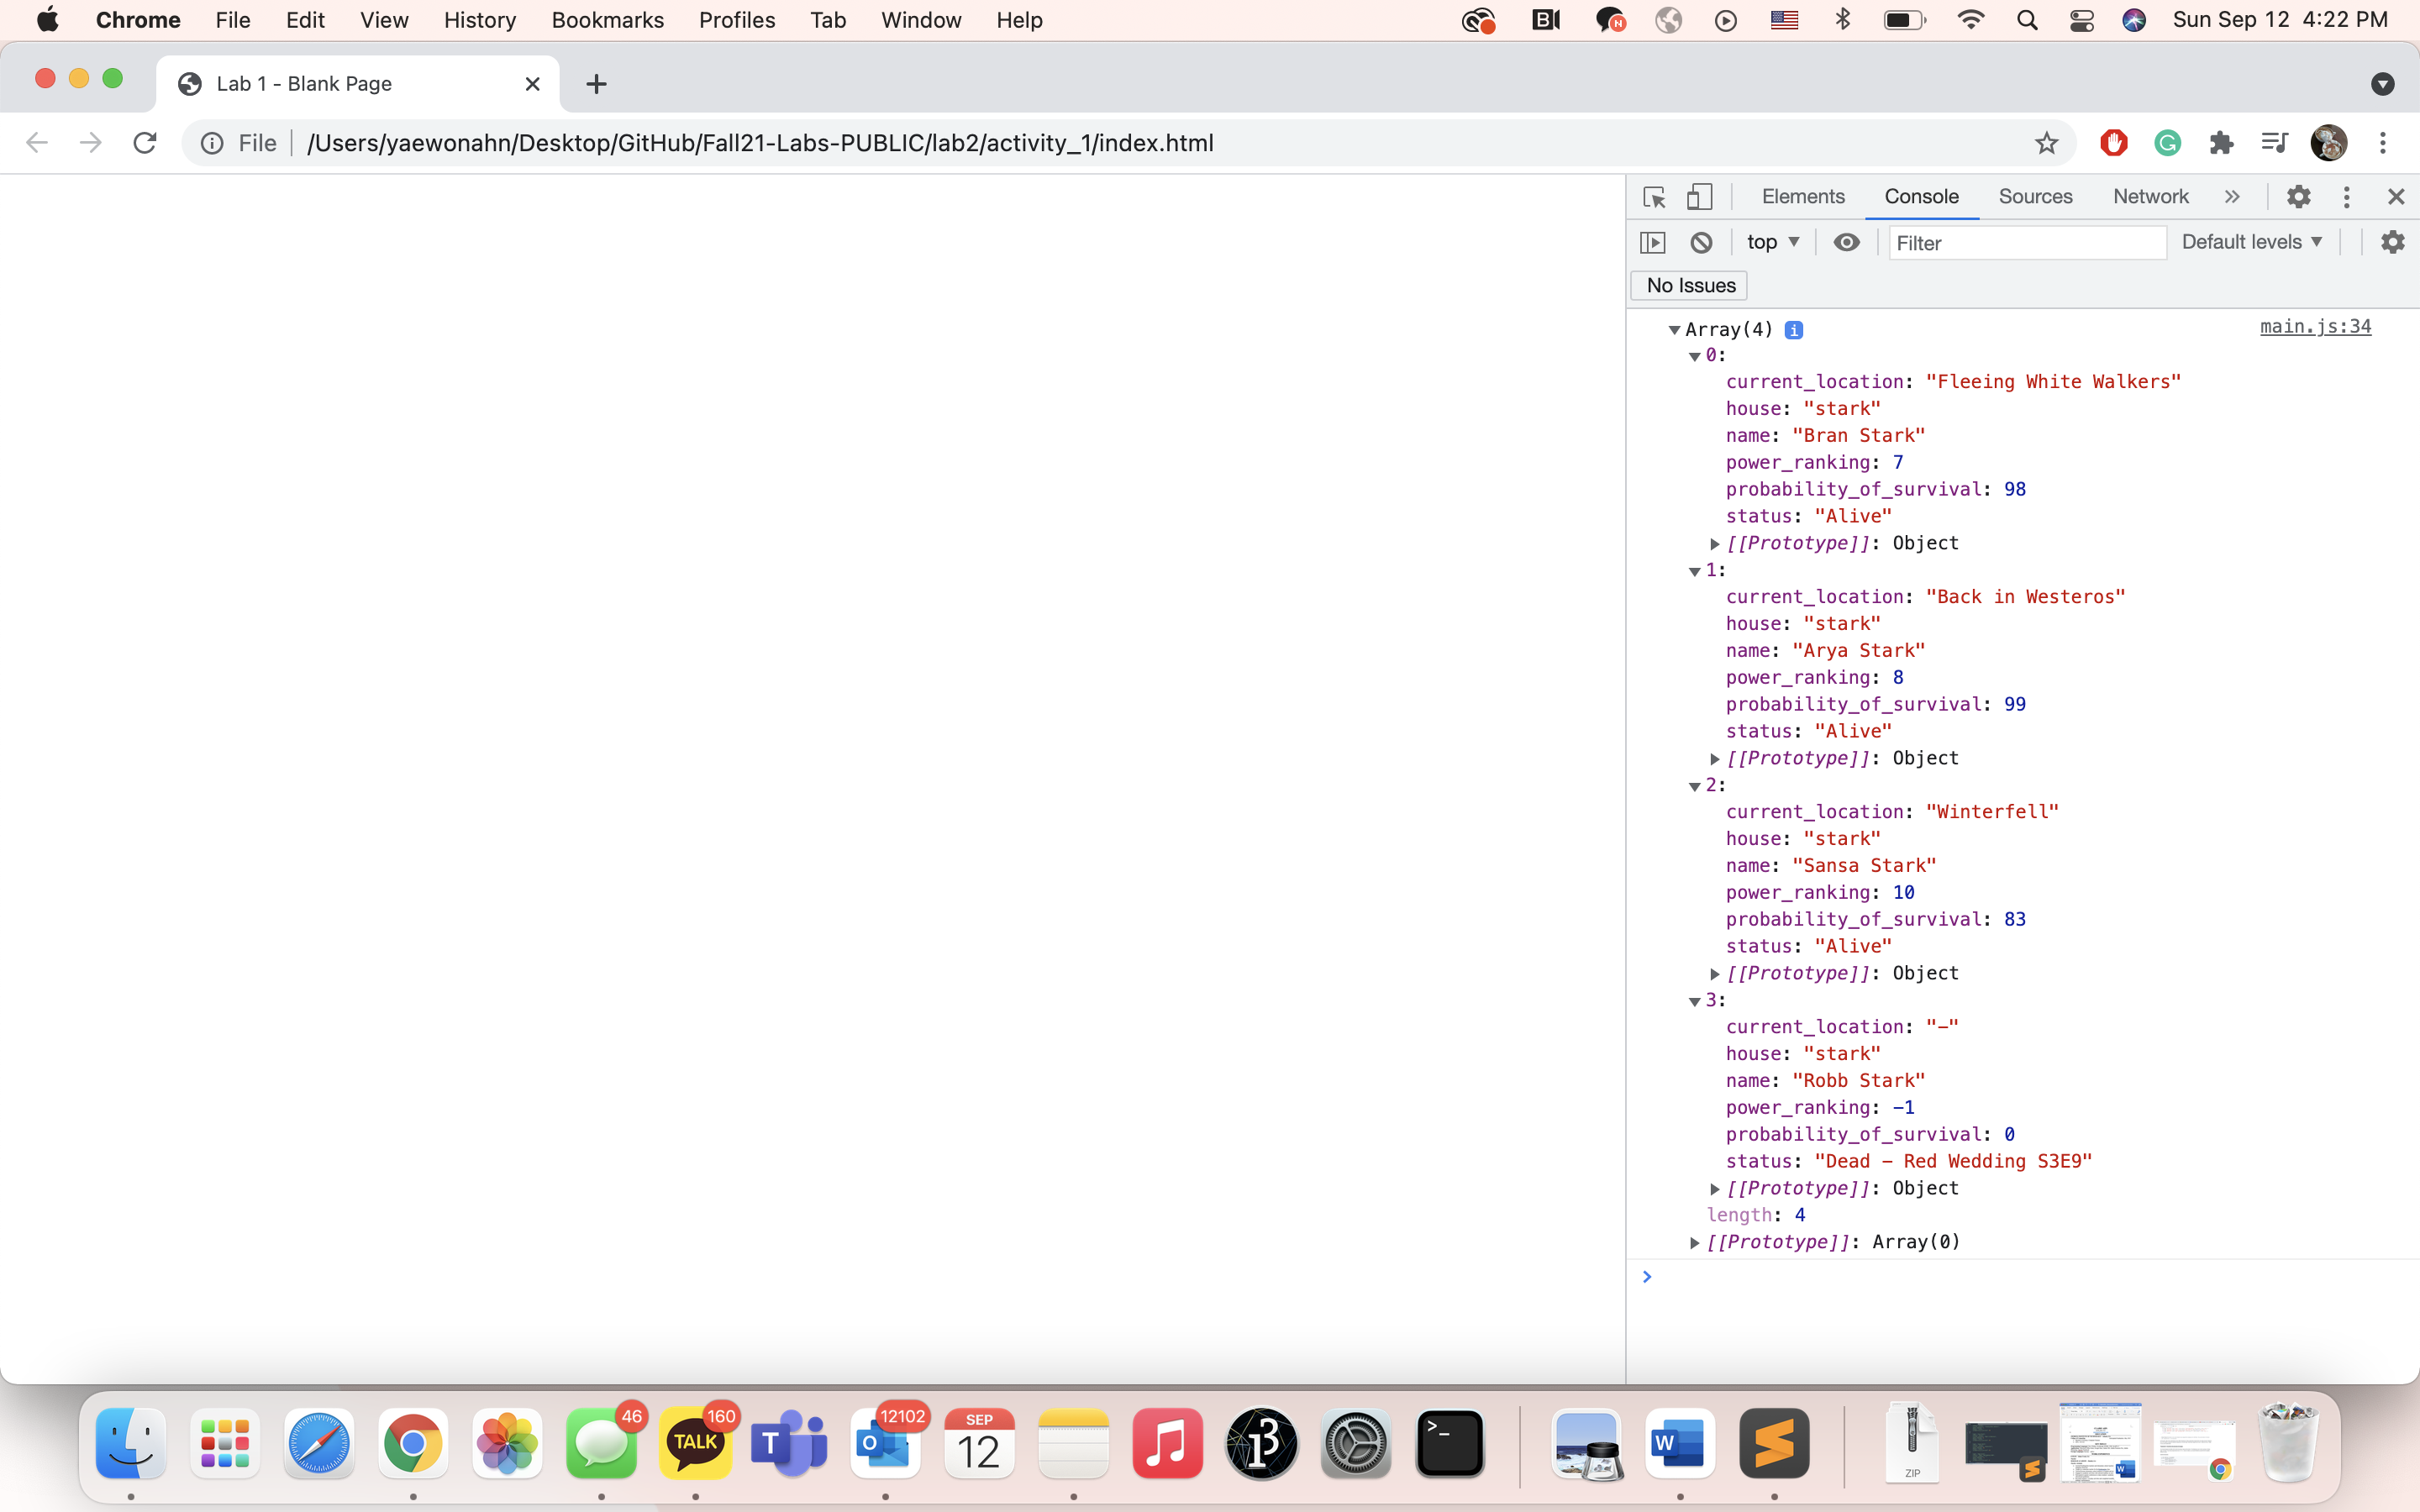 Chrome File Edit View History Bookmarks Profiles Tab Window Help Sun Sep 12 4:22 PM
Lab 1 - Blank Page
File /Users/yaewonahn/Desktop/GitHub/Fall21-Labs-PUBLIC/lab2/activity_1/index.html
Elements Console Sources Network
top Filter Default levels
No Issues
Array(4) i main.js:34
0:
current_location: "Fleeing White Walkers"
house: "stark"
name: "Bran Stark"
power_ranking: 7
probability_of_survival: 98
status: "Alive"
[[Prototype]]: Object
1:
current_location: "Back in Westeros"
house: "stark"
name: "Arya Stark"
power_ranking: 8
probability_of_survival: 99
status: "Alive"
[[Prototype]]: Object
2:
current_location: "Winterfell"
house: "stark"
name: "Sansa Stark"
power_ranking: 10
probability_of_survival: 83
status: "Alive"
[[Prototype]]: Object
3:
current_location: "-"
house: "stark"
name: "Robb Stark"
power_ranking: -1
probability_of_survival: 0
status: "Dead - Red Wedding S3E9"
[[Prototype]]: Object
length: 4
[[Prototype]]: Array(0)
46 160 12102 SEP
TALK T O 12 W
ZIP